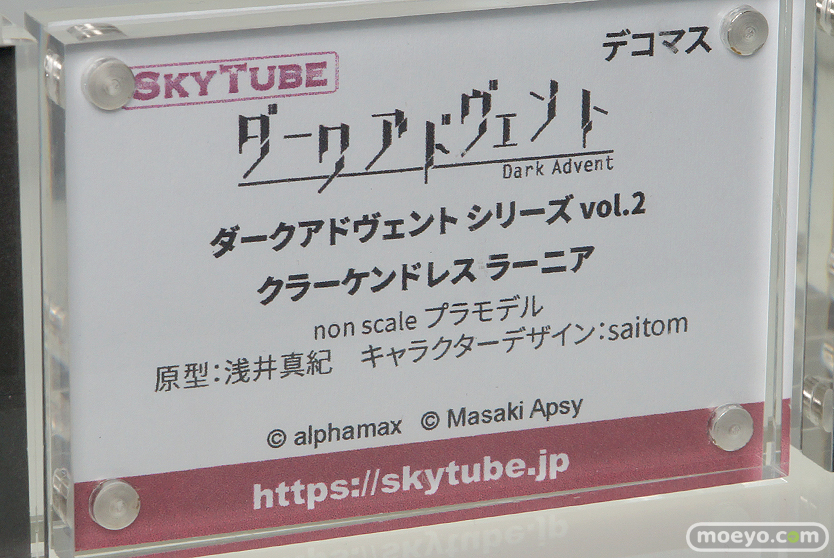 デコマス
SKYTUBE
ダークアドヴェント
Dark Advent
ダークアドヴェント シリーズ vol.2
クラーケンドレス ラーニア
non scale プラモデル
原型：浅井真紀　キャラクターデザイン：saitom
© alphamax © Masaki Apsy
https://skytube.jp
moeyo.com